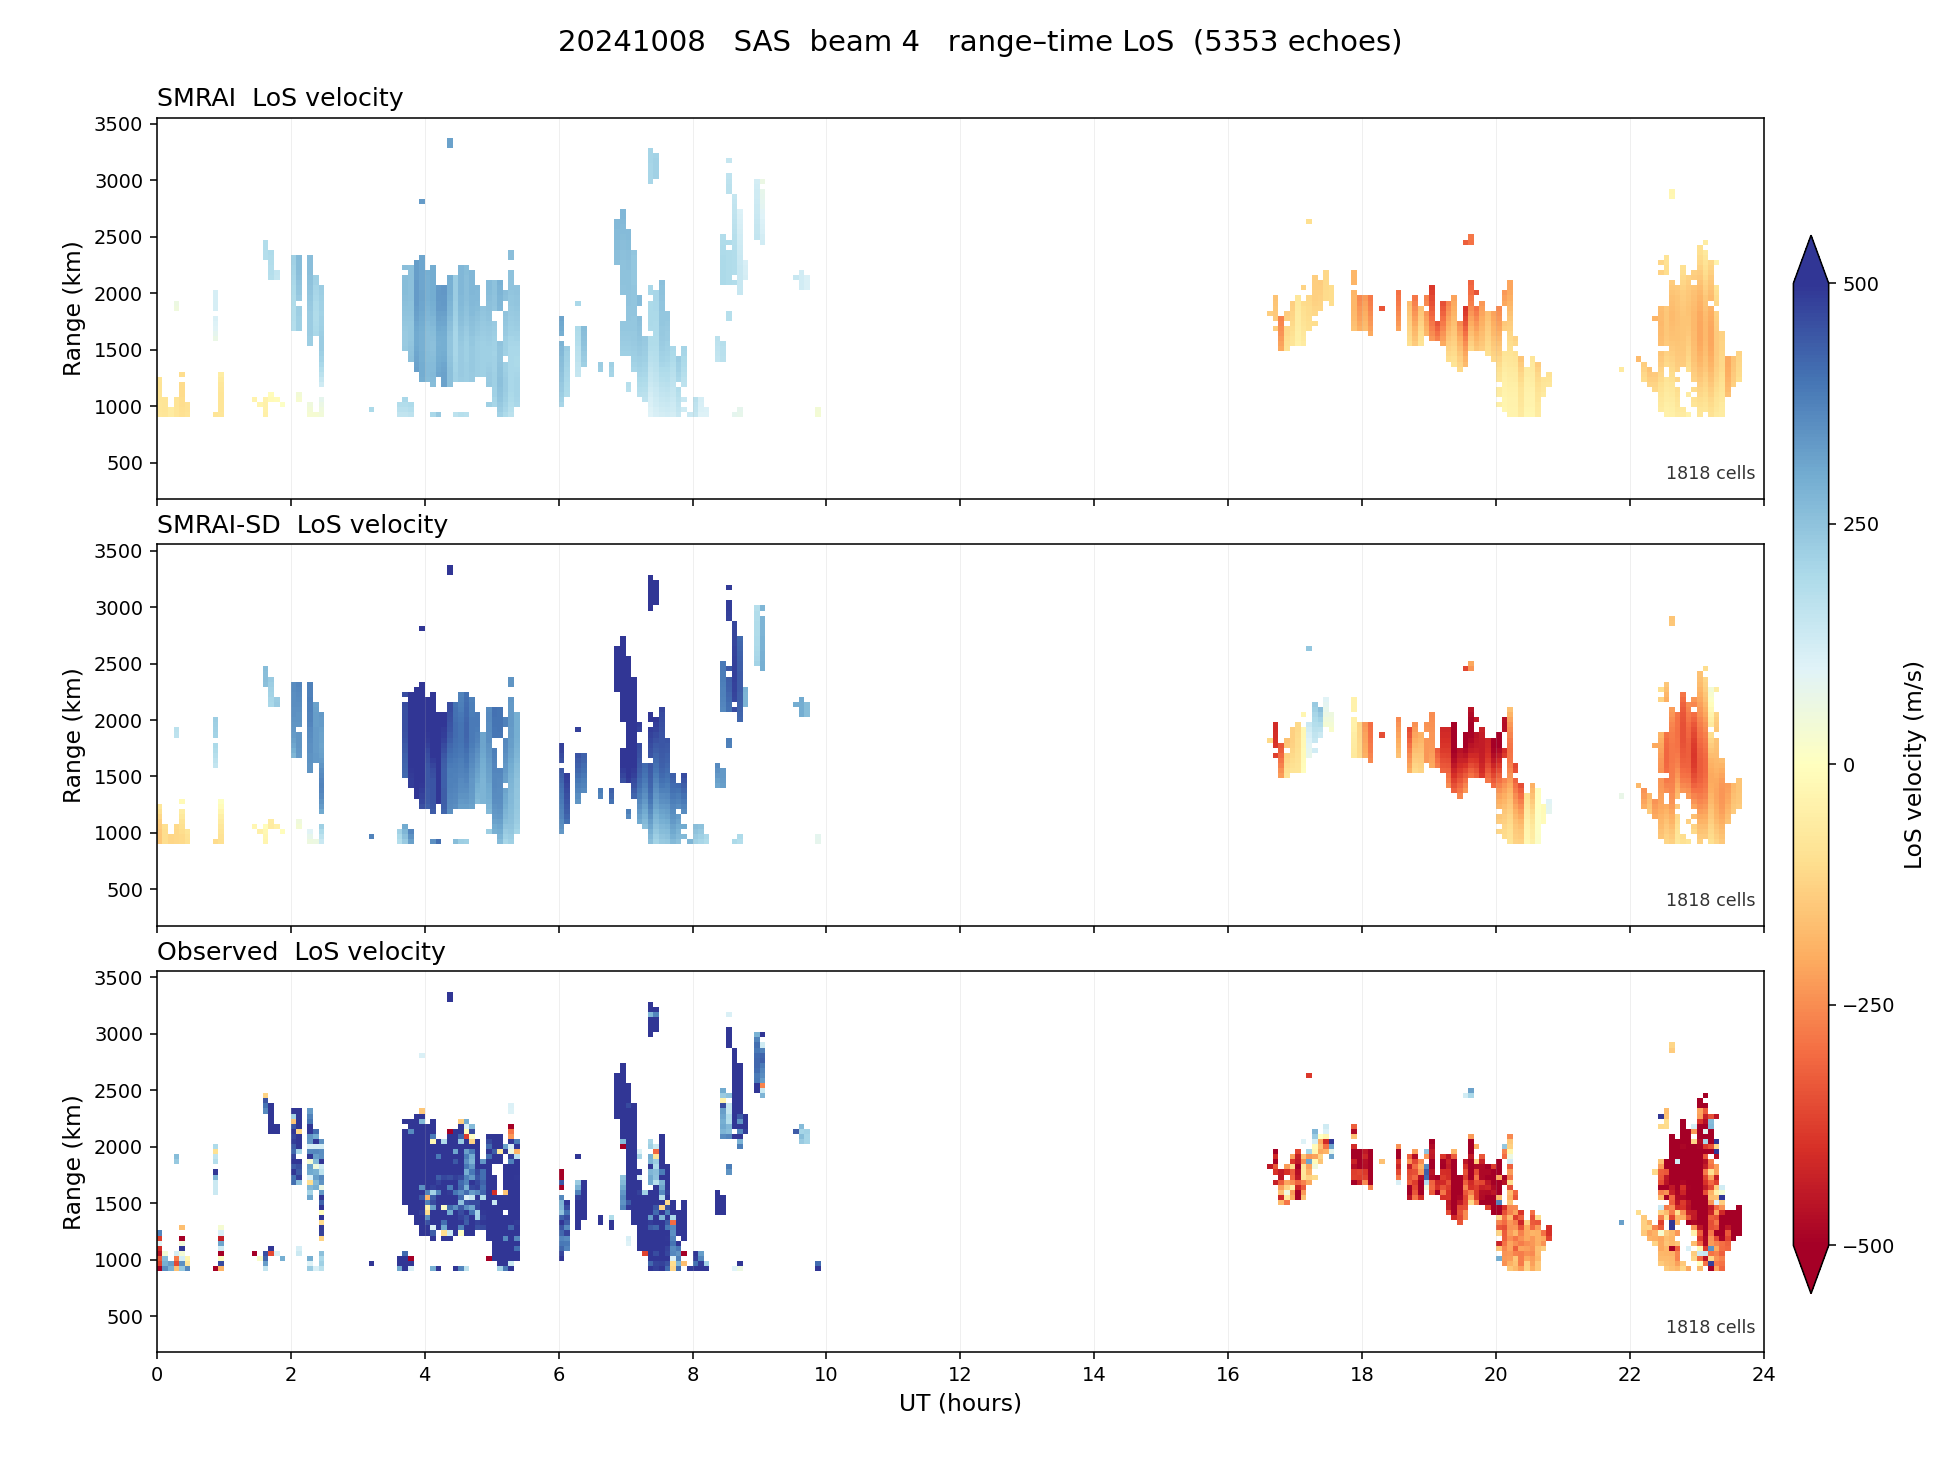 20241008   SAS  beam 4   range–time LoS  (5353 echoes)
SMRAI  LoS velocity
3500
3000
2500
2000
1500
1000
500
Range (km)
1818 cells
SMRAI-SD  LoS velocity
3500
3000
2500
2000
1500
1000
500
Range (km)
1818 cells
Observed  LoS velocity
3500
3000
2500
2000
1500
1000
500
Range (km)
1818 cells
0 2 4 6 8 10 12 14 16 18 20 22 24
UT (hours)
500
250
0
−250
−500
LoS velocity (m/s)